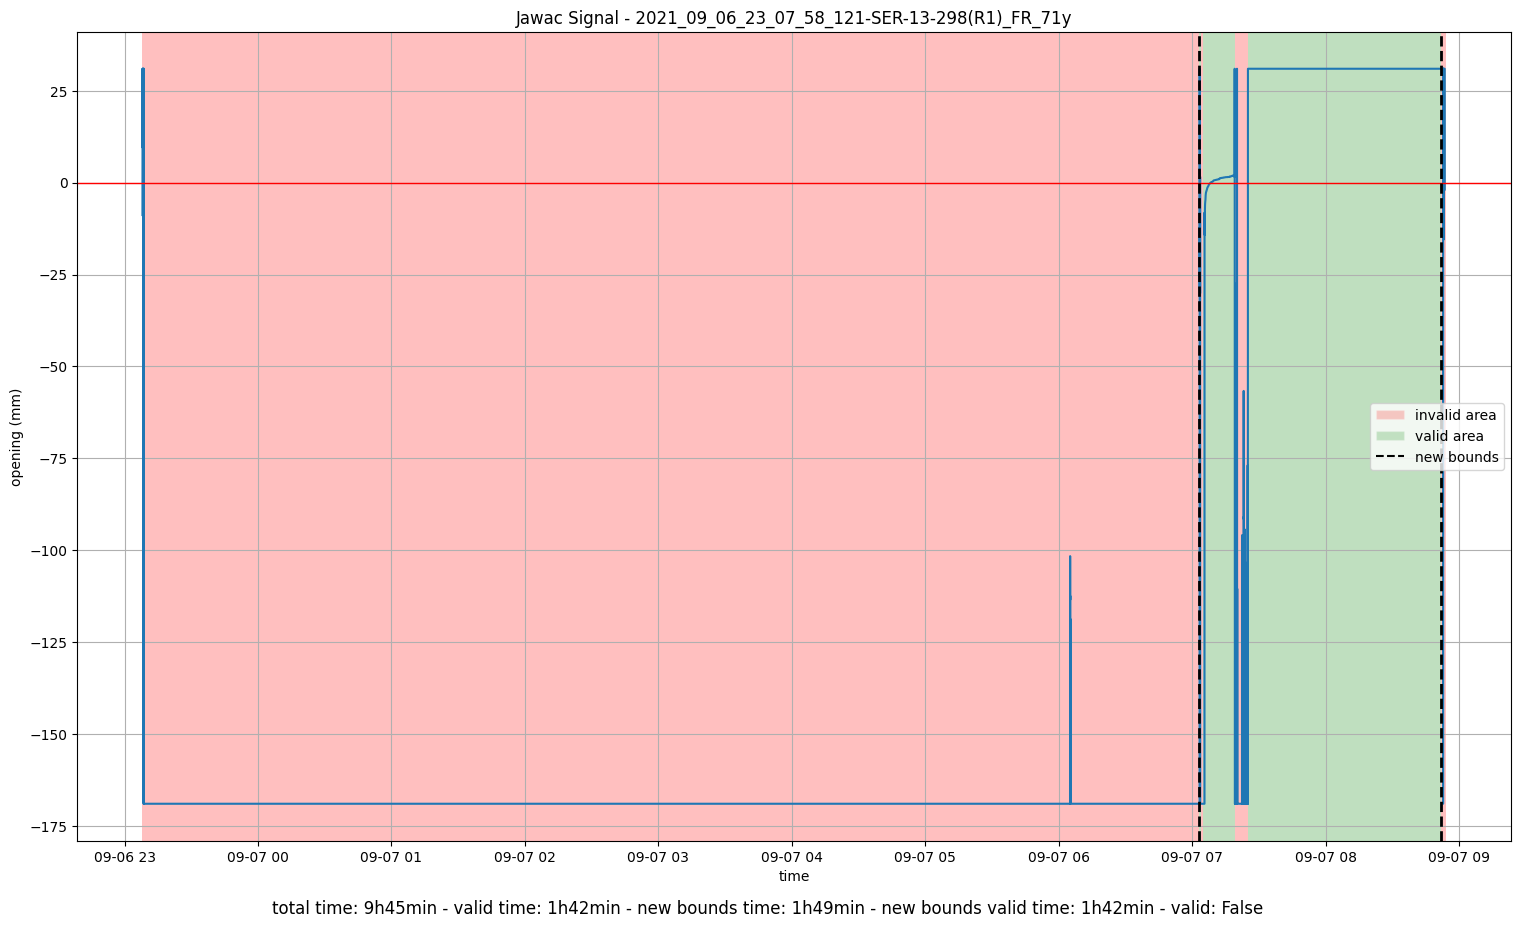 Jawac Signal - 2021_09_06_23_07_58_121-SER-13-298(R1)_FR_71y
opening (mm)
25
0
−25
−50
−75
−100
−125
−150
−175
invalid area
valid area
new bounds
09-06 23 09-07 00 09-07 01 09-07 02 09-07 03 09-07 04 09-07 05 09-07 06 09-07 07 09-07 08 09-07 09
time
total time: 9h45min - valid time: 1h42min - new bounds time: 1h49min - new bounds valid time: 1h42min - valid: False